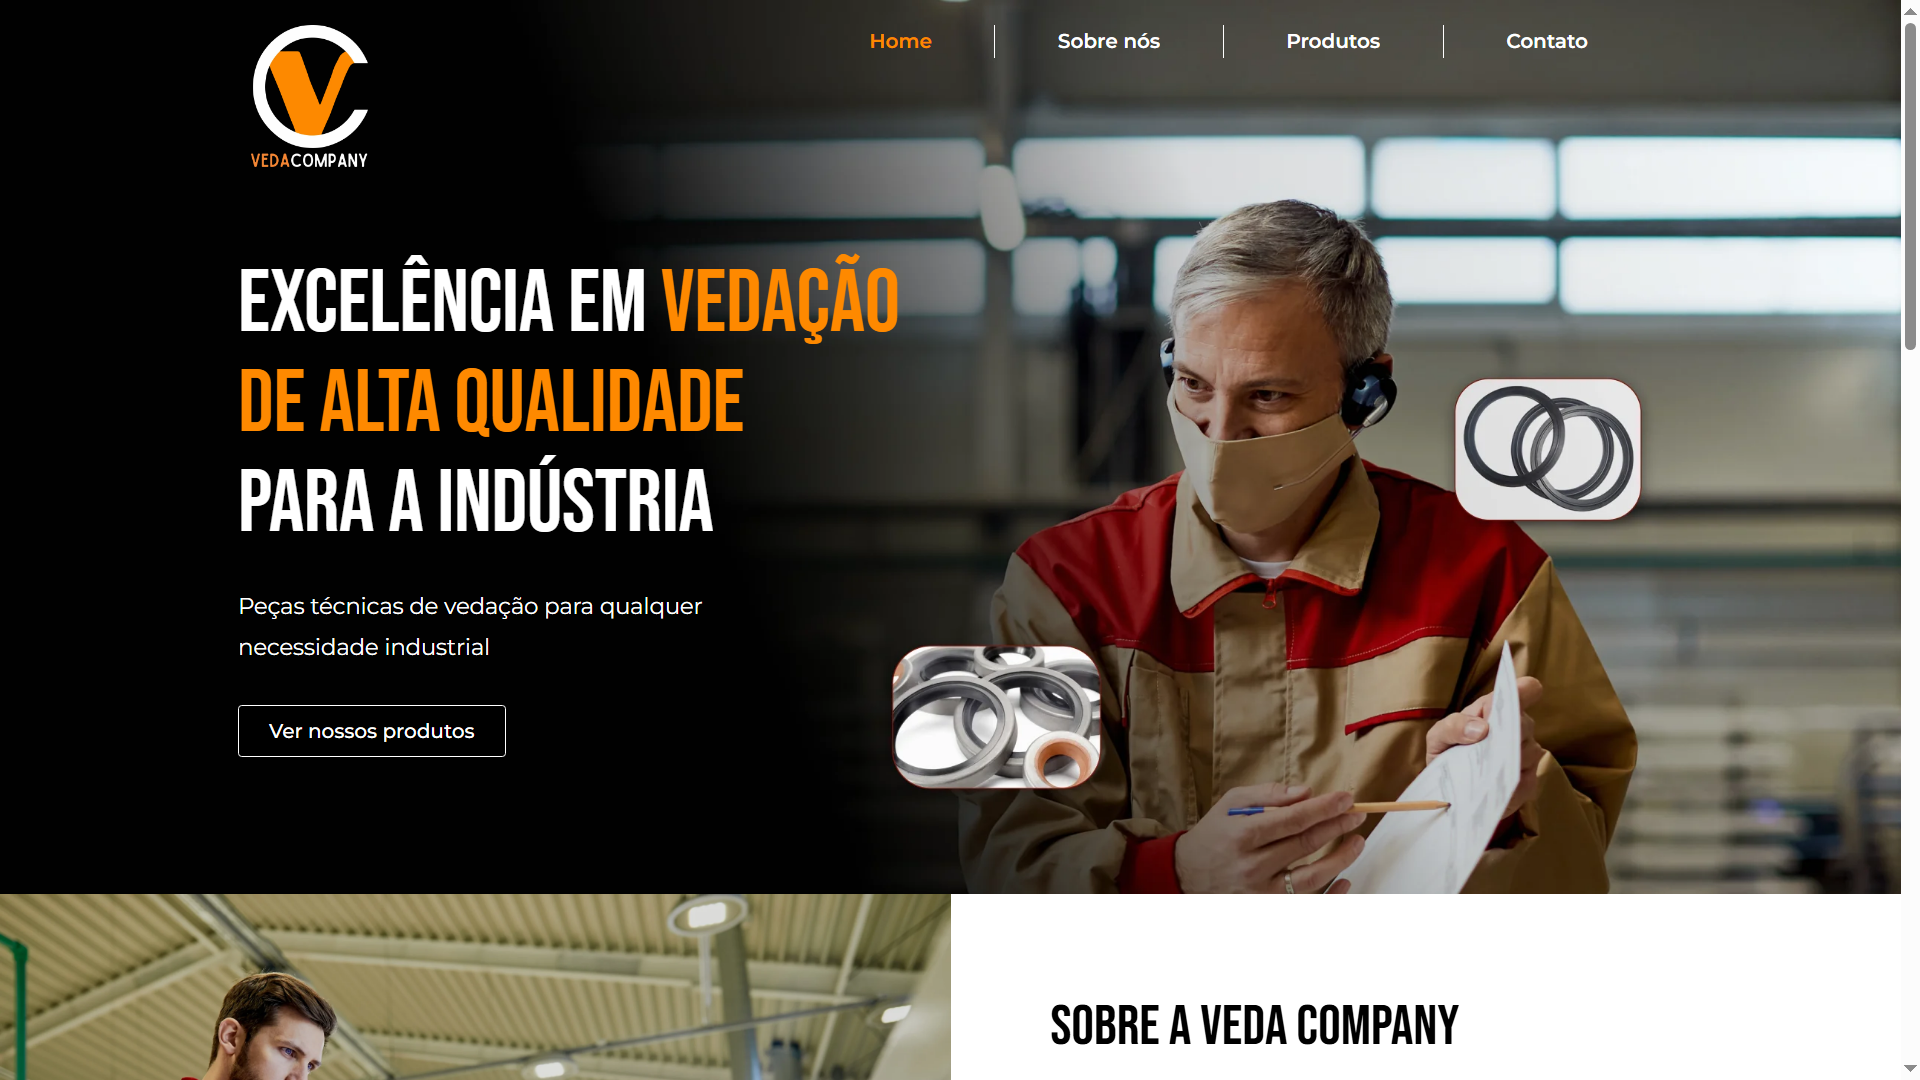 Home
Sobre nós
Produtos
Contato
VEDACOMPANY
EXCELÊNCIA EM VEDAÇÃO
DE ALTA QUALIDADE
PARA A INDÚSTRIA
Peças técnicas de vedação para qualquer
necessidade industrial
Ver nossos produtos
SOBRE A VEDA COMPANY